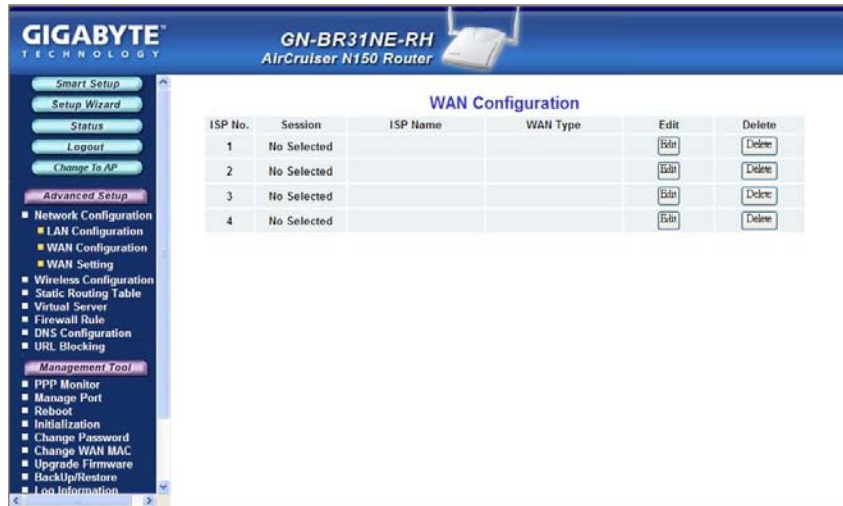 GIGABYTE™
TECHNOLOGY
GN-BR31NE-RH
AirCruiser N150 Router
Smart Setup
Setup Wizard
Status
Logout
Change To AP
Advanced Setup
Network Configuration
LAN Configuration
WAN Configuration
WAN Setting
Wireless Configuration
Static Routing Table
Virtual Server
Firewall Rule
DNS Configuration
URL Blocking
Management Tool
PPP Monitor
Manage Port
Reboot
Initialization
Change Password
Change WAN MAC
Upgrade Firmware
BackUp/Restore
Log Information
WAN Configuration
ISP No. Session ISP Name WAN Type Edit Delete
1 No Selected Edit Delete
2 No Selected Edit Delete
3 No Selected Edit Delete
4 No Selected Edit Delete